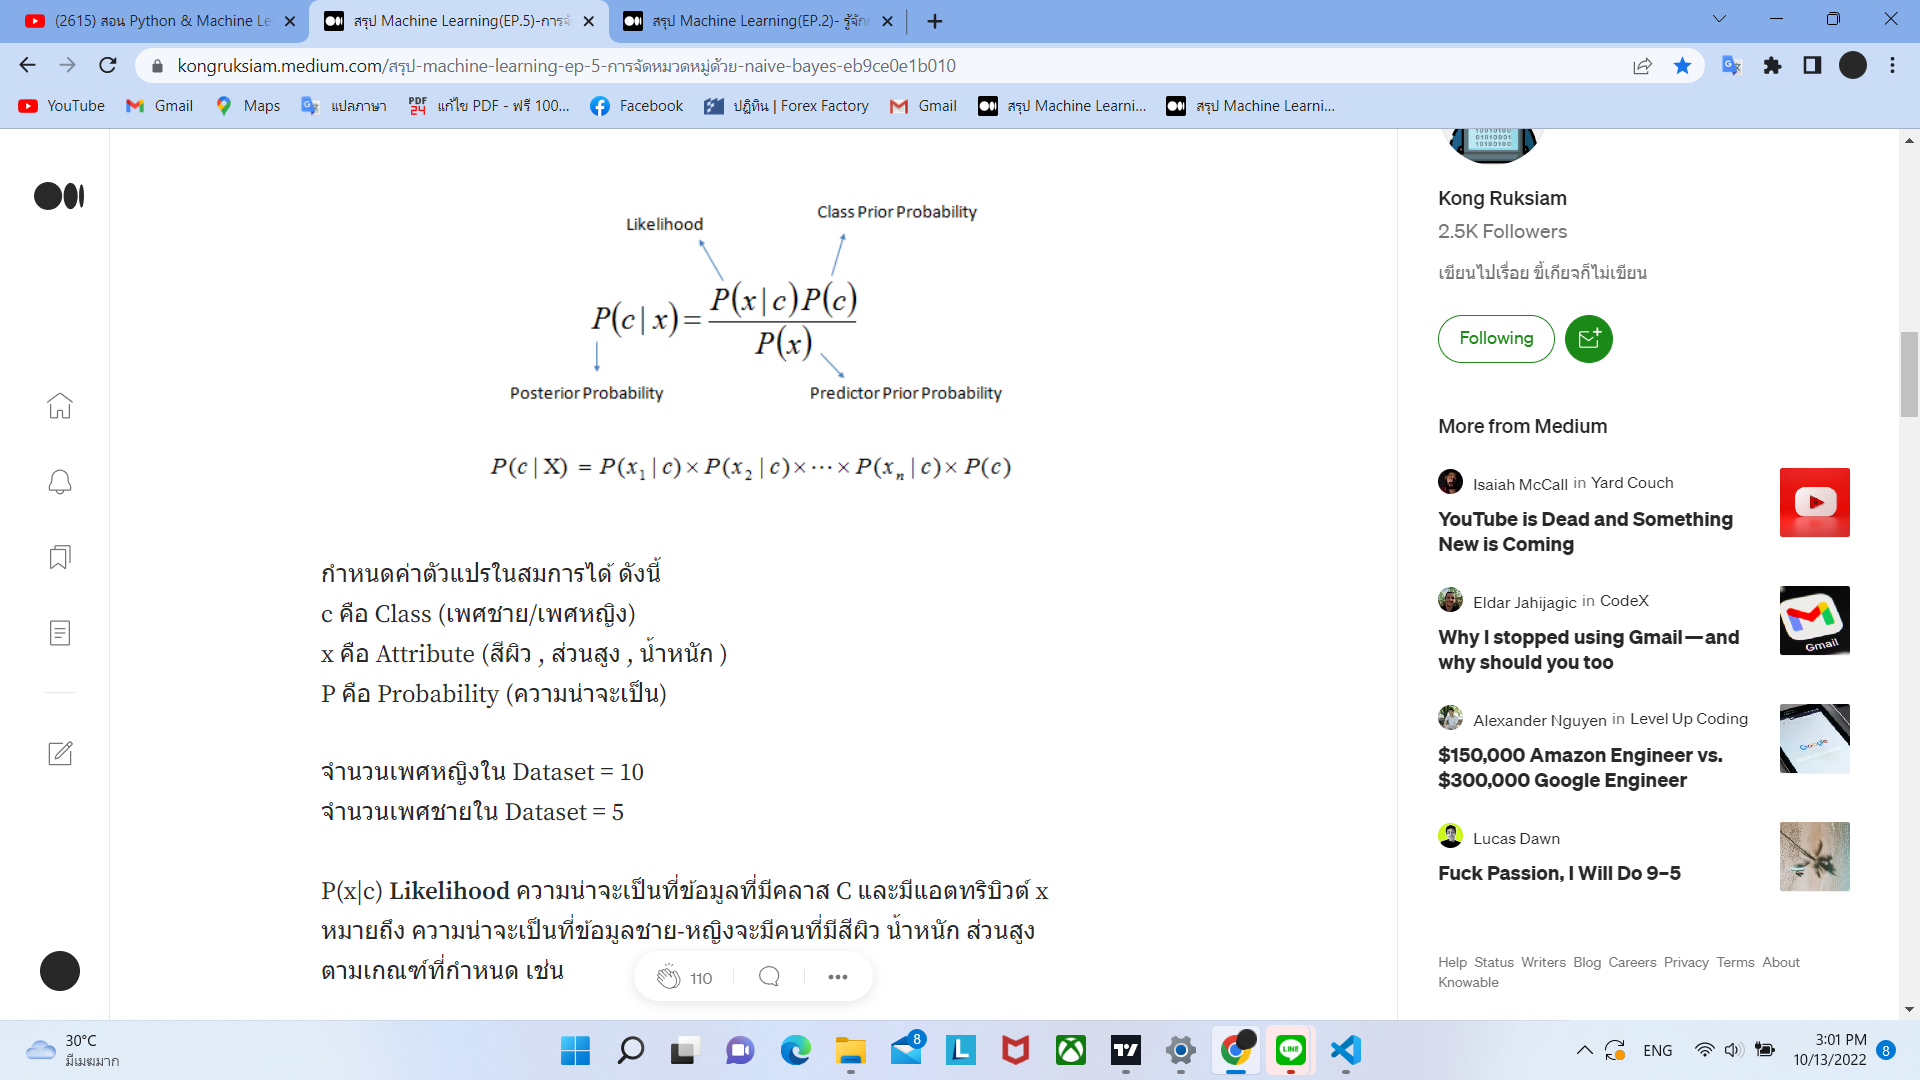 (2615) สอน Python & Machine Le
สรุป Machine Learning(EP.5)-การจั
สรุป Machine Learning(EP.2)- รู้จัก
kongruksiam.medium.com/สรุป-machine-learning-ep-5-การจัดหมวดหมู่ด้วย-naive-bayes-eb9ce0e1b010
YouTube
Gmail
Maps
แปลภาษา
PDF 24
แก้ไข PDF - ฟรี 100...
Facebook
ปฏิทิน | Forex Factory
Gmail
สรุป Machine Learni...
สรุป Machine Learni...
Likelihood
Class Prior Probability
P(c | x) = P(x | c) P(c) / P(x)
Posterior Probability
Predictor Prior Probability
P(c | X) = P(x₁ | c) × P(x₂ | c) × ⋯ × P(xₙ | c) × P(c)
กำหนดค่าตัวแปรในสมการได้ ดังนี้
c คือ Class (เพศชาย/เพศหญิง)
x คือ Attribute (สีผิว , ส่วนสูง , น้ำหนัก )
P คือ Probability (ความน่าจะเป็น)
จำนวนเพศหญิงใน Dataset = 10
จำนวนเพศชายใน Dataset = 5
P(x|c) Likelihood ความน่าจะเป็นที่ข้อมูลที่มีคลาส C และมีแอตทริบิวต์ x
หมายถึง ความน่าจะเป็นที่ข้อมูลชาย-หญิงจะมีคนที่มีสีผิว น้ำหนัก ส่วนสูง
ตามเกณฑ์ที่กำหนด เช่น
110
10010100
01010001
10100100
Kong Ruksiam
2.5K Followers
เขียนไปเรื่อย ขี้เกียจก็ไม่เขียน
Following
More from Medium
Isaiah McCall in Yard Couch
YouTube is Dead and Something
New is Coming
Eldar Jahijagic in CodeX
Why I stopped using Gmail — and
why should you too
Gmail
Alexander Nguyen in Level Up Coding
$150,000 Amazon Engineer vs.
$300,000 Google Engineer
Google
Lucas Dawn
Fuck Passion, I Will Do 9–5
Help Status Writers Blog Careers Privacy Terms About
Knowable
30°C
มีเมฆมาก
8
L
LINE
ENG
3:01 PM
10/13/2022
8